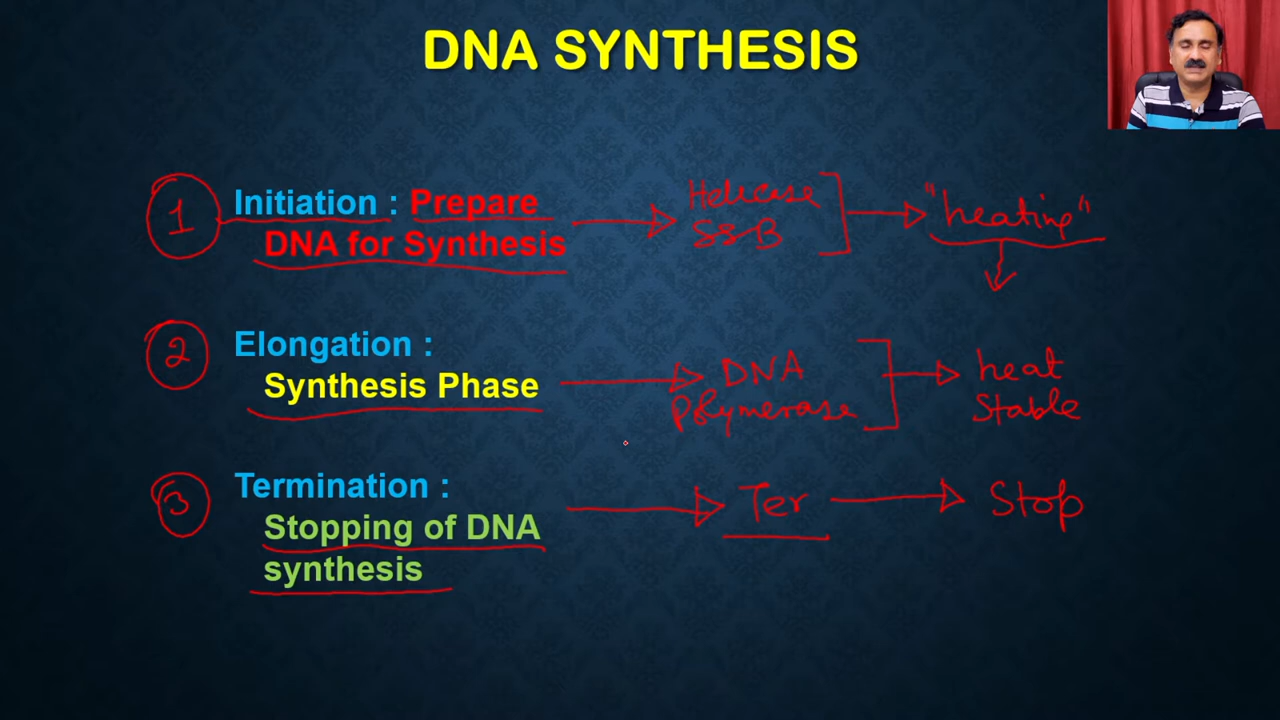 DNA SYNTHESIS
1 Initiation : Prepare
DNA for Synthesis
Helicase
SSB
"heating"
2 Elongation :
Synthesis Phase
DNA
polymerase
heat
Stable
3 Termination :
Stopping of DNA
synthesis
Ter
Stop